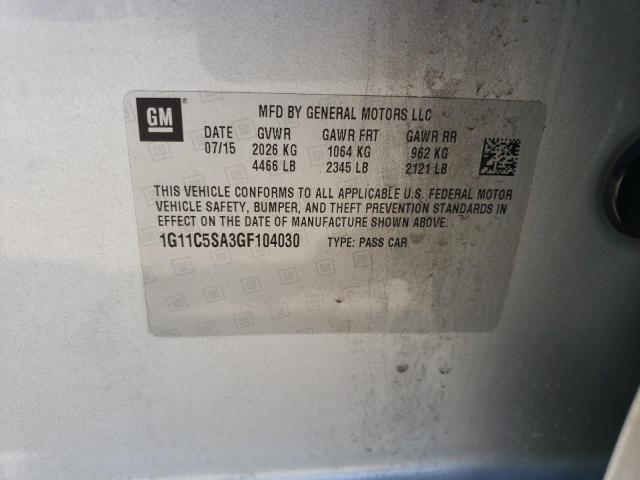 GM
MFD BY GENERAL MOTORS LLC
DATE GVWR GAWR FRT GAWR RR
07/15 2026 KG 1064 KG 962 KG
4466 LB 2345 LB 2121 LB
THIS VEHICLE CONFORMS TO ALL APPLICABLE U.S. FEDERAL MOTOR
VEHICLE SAFETY, BUMPER, AND THEFT PREVENTION STANDARDS IN
EFFECT ON THE DATE OF MANUFACTURE SHOWN ABOVE.
1G11C5SA3GF104030 TYPE: PASS CAR